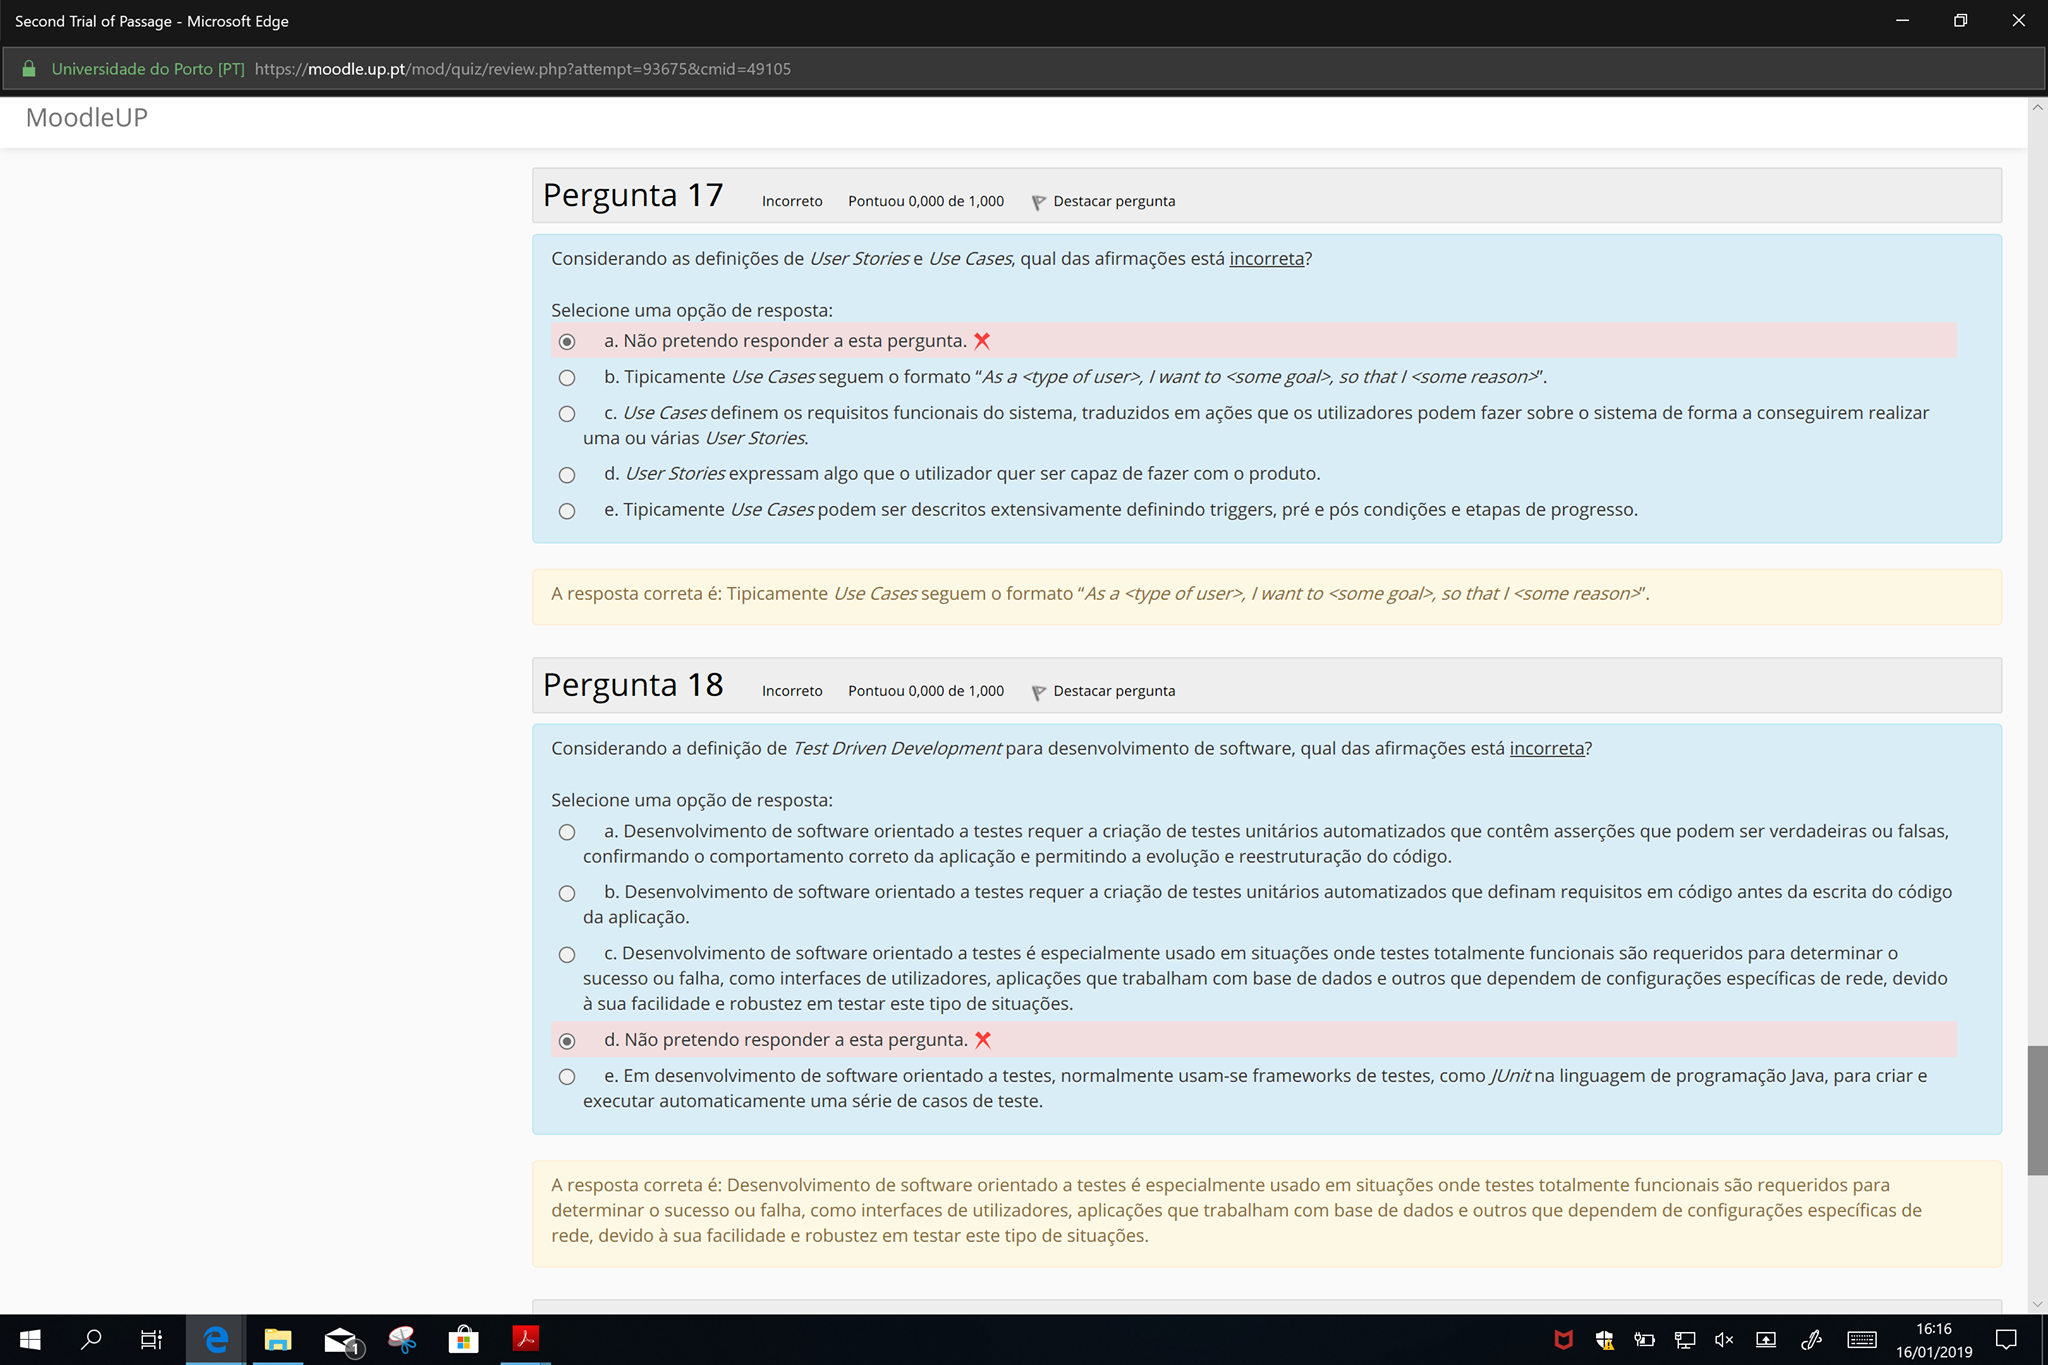 Second Trial of Passage - Microsoft Edge
Universidade do Porto [PT] https://moodle.up.pt/mod/quiz/review.php?attempt=93675&cmid=49105
MoodleUP
Pergunta 17 Incorreto Pontuou 0,000 de 1,000 Destacar pergunta
Considerando as definições de User Stories e Use Cases, qual das afirmações está incorreta?
Selecione uma opção de resposta:
a. Não pretendo responder a esta pergunta.
b. Tipicamente Use Cases seguem o formato “As a <type of user>, I want to <some goal>, so that I <some reason>”.
c. Use Cases definem os requisitos funcionais do sistema, traduzidos em ações que os utilizadores podem fazer sobre o sistema de forma a conseguirem realizar
uma ou várias User Stories.
d. User Stories expressam algo que o utilizador quer ser capaz de fazer com o produto.
e. Tipicamente Use Cases podem ser descritos extensivamente definindo triggers, pré e pós condições e etapas de progresso.
A resposta correta é: Tipicamente Use Cases seguem o formato “As a <type of user>, I want to <some goal>, so that I <some reason>”.
Pergunta 18 Incorreto Pontuou 0,000 de 1,000 Destacar pergunta
Considerando a definição de Test Driven Development para desenvolvimento de software, qual das afirmações está incorreta?
Selecione uma opção de resposta:
a. Desenvolvimento de software orientado a testes requer a criação de testes unitários automatizados que contêm asserções que podem ser verdadeiras ou falsas,
confirmando o comportamento correto da aplicação e permitindo a evolução e reestruturação do código.
b. Desenvolvimento de software orientado a testes requer a criação de testes unitários automatizados que definam requisitos em código antes da escrita do código
da aplicação.
c. Desenvolvimento de software orientado a testes é especialmente usado em situações onde testes totalmente funcionais são requeridos para determinar o
sucesso ou falha, como interfaces de utilizadores, aplicações que trabalham com base de dados e outros que dependem de configurações específicas de rede, devido
à sua facilidade e robustez em testar este tipo de situações.
d. Não pretendo responder a esta pergunta.
e. Em desenvolvimento de software orientado a testes, normalmente usam-se frameworks de testes, como JUnit na linguagem de programação Java, para criar e
executar automaticamente uma série de casos de teste.
A resposta correta é: Desenvolvimento de software orientado a testes é especialmente usado em situações onde testes totalmente funcionais são requeridos para
determinar o sucesso ou falha, como interfaces de utilizadores, aplicações que trabalham com base de dados e outros que dependem de configurações específicas de
rede, devido à sua facilidade e robustez em testar este tipo de situações.
1
16:16
16/01/2019